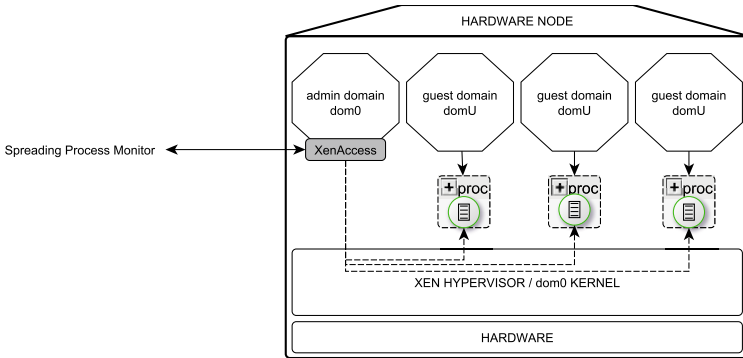 HARDWARE NODE
admin domain
dom0
guest domain
domU
guest domain
domU
guest domain
domU
Spreading Process Monitor
XenAccess
proc
proc
proc
XEN HYPERVISOR / dom0 KERNEL
HARDWARE